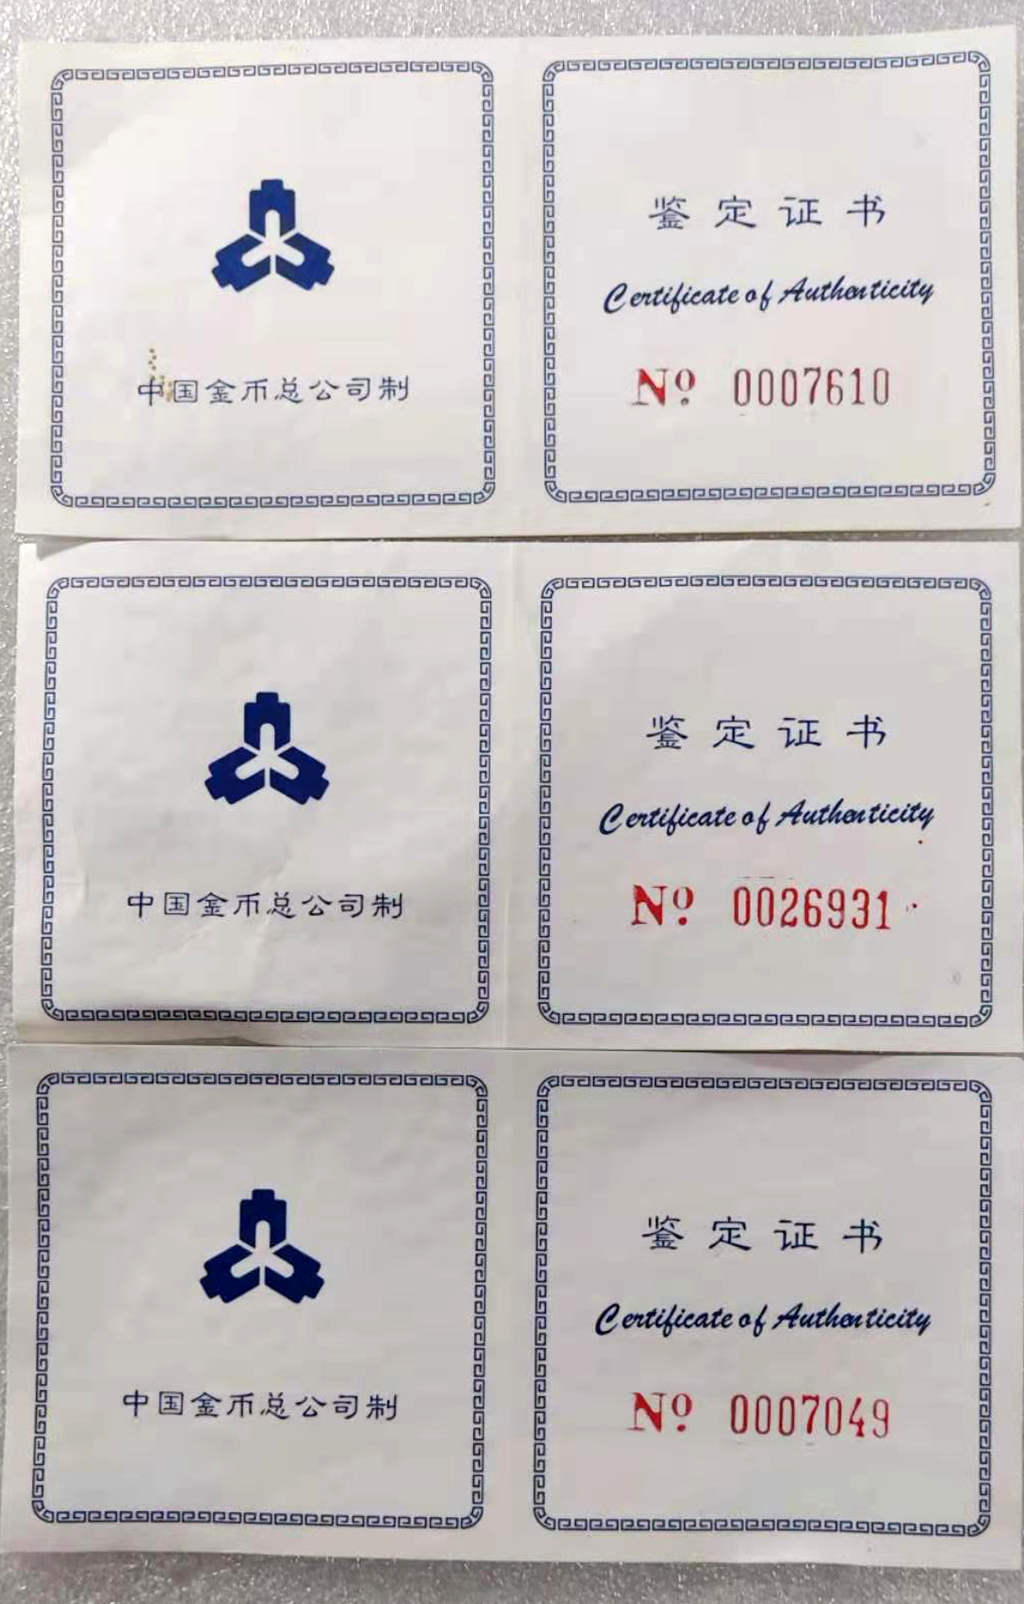 中国金币总公司制
鉴定证书
Certificate of Authenticity
Nº 0007610
中国金币总公司制
鉴定证书
Certificate of Authenticity
Nº 0026931
中国金币总公司制
鉴定证书
Certificate of Authenticity
Nº 0007049